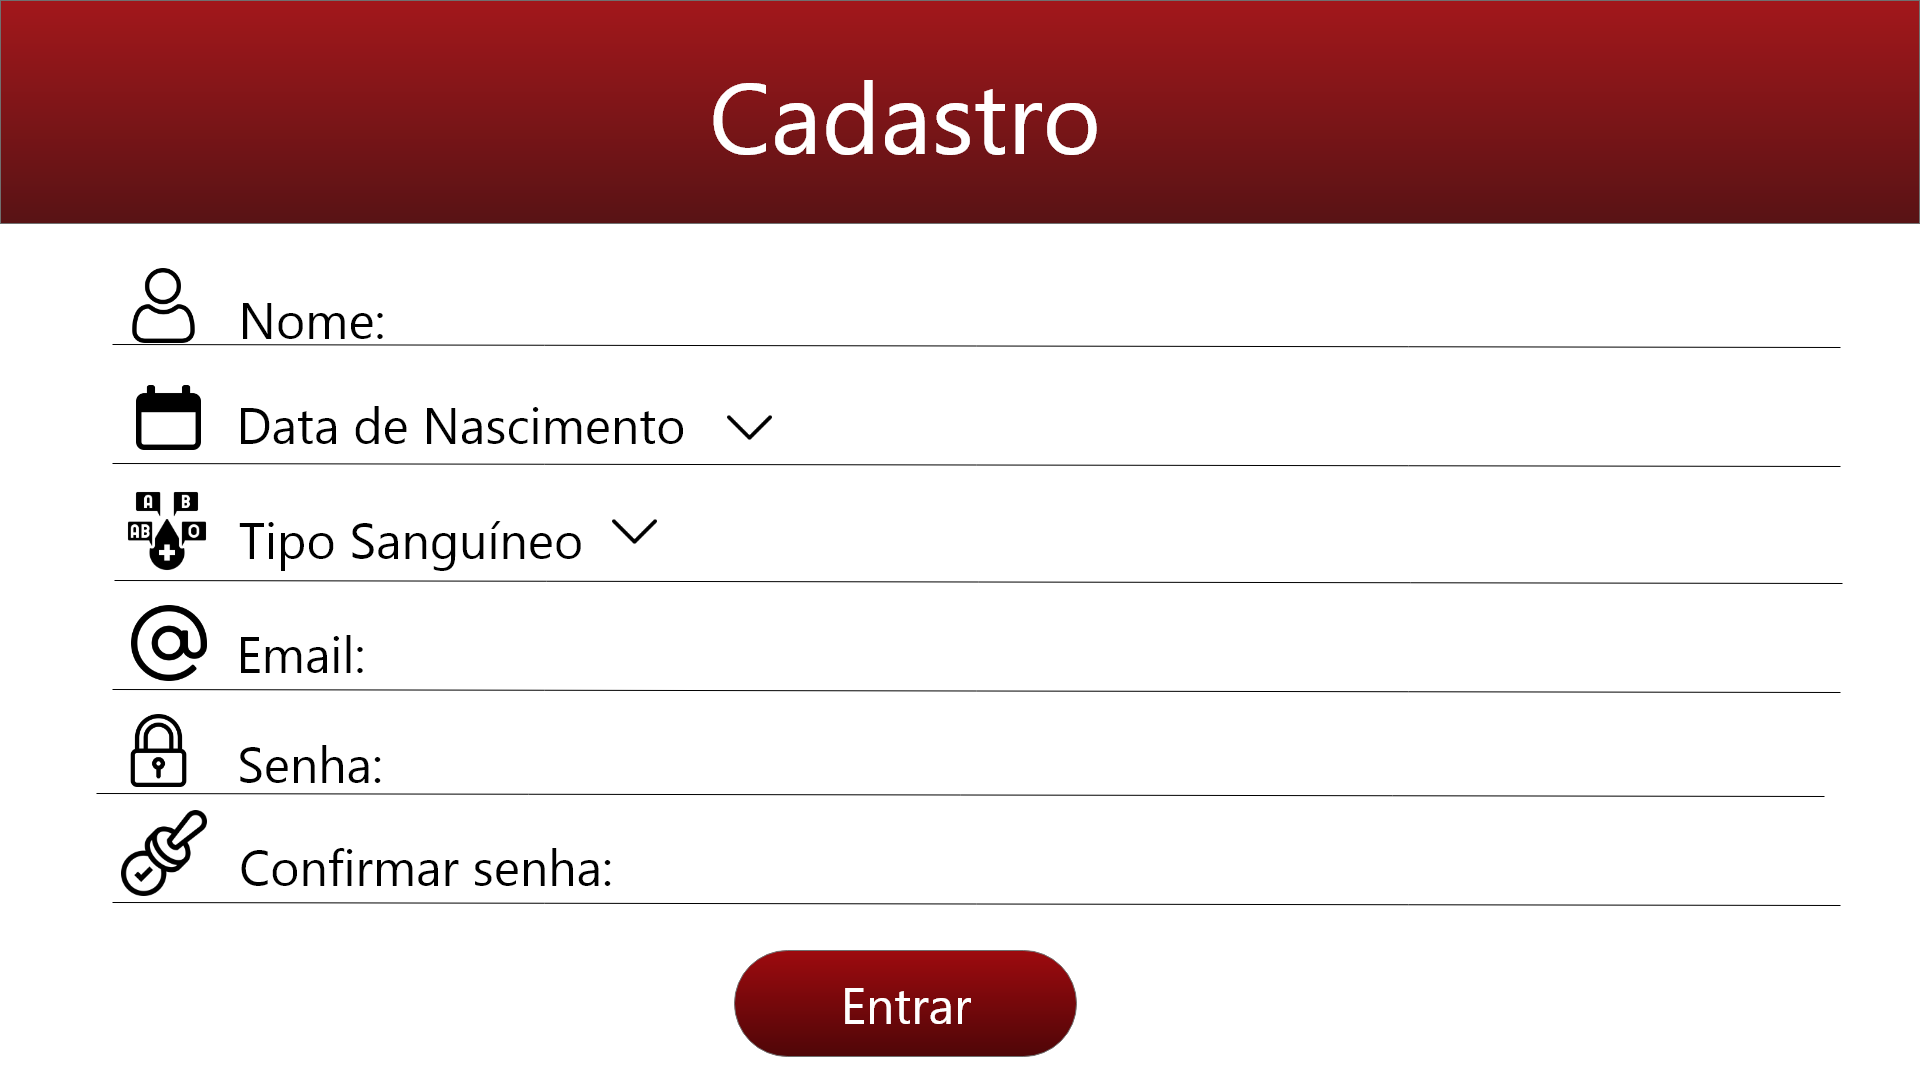 Cadastro
Nome:
Data de Nascimento
A B
AB O
Tipo Sanguíneo
Email:
Senha:
Confirmar senha:
Entrar